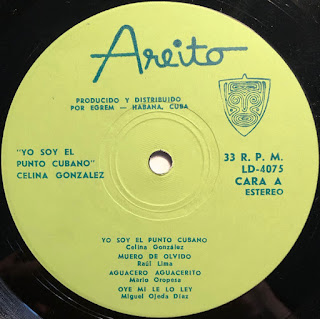 Areito
PRODUCIDO Y DISTRIBUIDO
POR EGREM — HABANA, CUBA
"YO SOY EL
PUNTO CUBANO"
CELINA GONZALEZ
33 R. P. M.
LD-4075
CARA A
ESTEREO
YO SOY EL PUNTO CUBANO
Celina González
MUERO DE OLVIDO
Raúl Lima
AGUACERO AGUACERITO
Mario Oropesa
OYE MI LE LO LEY
Miguel Ojeda Díaz